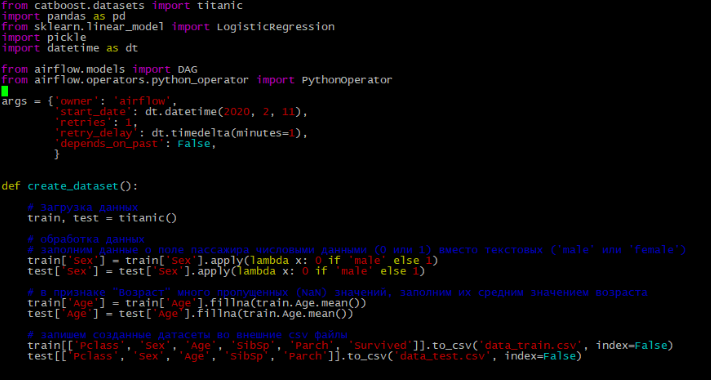 from catboost.datasets import titanic
import pandas as pd
from sklearn.linear_model import LogisticRegression
import pickle
import datetime as dt
from airflow.models import DAG
from airflow.operators.python_operator import PythonOperator
args = {'owner': 'airflow',
'start_date': dt.datetime(2020, 2, 11),
'retries': 1,
'retry_delay': dt.timedelta(minutes=1),
'depends_on_past': False,
}
def create_dataset():
# Загрузка данных
train, test = titanic()
# Обработка данных
# заполним данные о поле пассажира числовыми данными (0 или 1) вместо текстовых ('male' или 'female')
train['Sex'] = train['Sex'].apply(lambda x: 0 if 'male' else 1)
test['Sex'] = test['Sex'].apply(lambda x: 0 if 'male' else 1)
# в признаке "возраст" много пропущенных (NaN) значений, заполним их средним значением возраста
train['Age'] = train['Age'].fillna(train.Age.mean())
test['Age'] = test['Age'].fillna(train.Age.mean())
# запишем созданные датасеты во внешние csv файлы
train[['Pclass', 'Sex', 'Age', 'SibSp', 'Parch', 'Survived']].to_csv('data_train.csv', index=False)
test[['Pclass', 'Sex', 'Age', 'SibSp', 'Parch']].to_csv('data_test.csv', index=False)